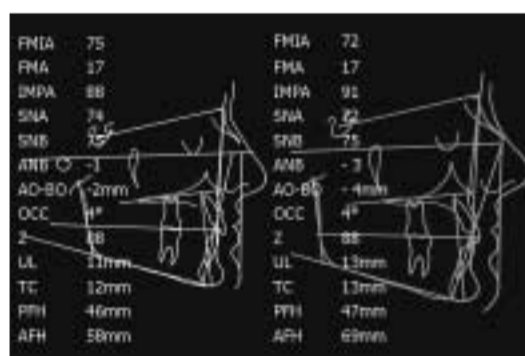 FMIA 75
FMA 17
IMPA 88
SNA 74
SNB 75
ANB -1
AO-BO -2mm
OCC 4°
Z 88
UL 11mm
TC 12mm
PFH 46mm
AFH 58mm
FMIA 72
FMA 17
IMPA 91
SNA 72
SNB 75
ANB - 3
AO-BO - 4mm
OCC 4°
Z 88
UL 13mm
TC 13mm
PFH 47mm
AFH 69mm